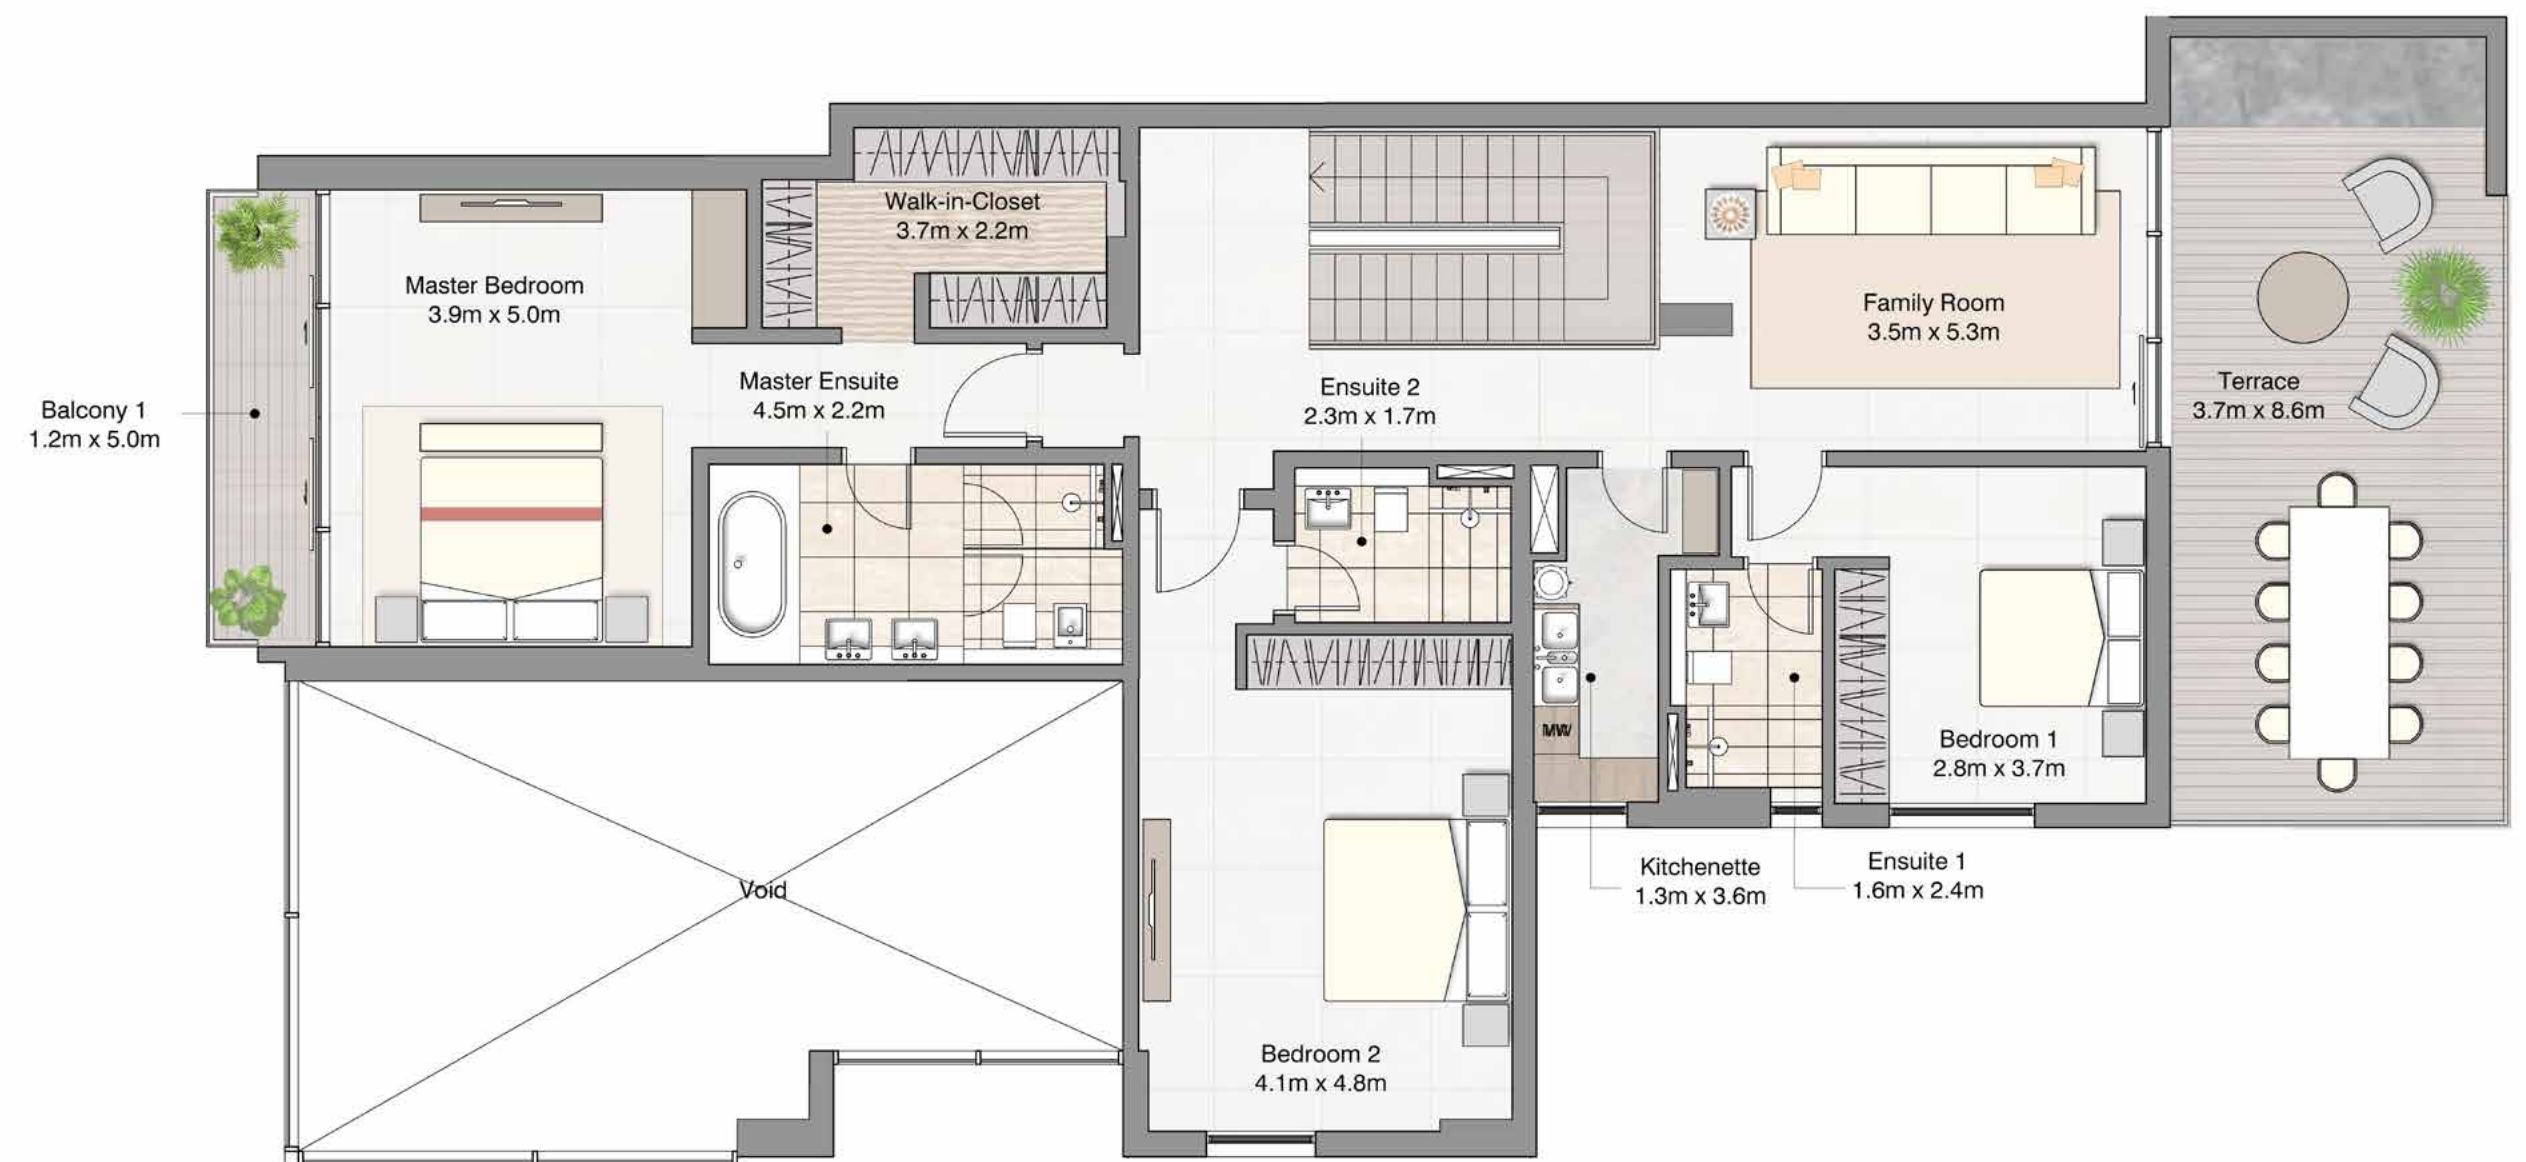 Walk-in-Closet
3.7m x 2.2m
Master Bedroom
3.9m x 5.0m
Family Room
3.5m x 5.3m
Master Ensuite
4.5m x 2.2m
Ensuite 2
2.3m x 1.7m
Terrace
3.7m x 8.6m
Balcony 1
1.2m x 5.0m
MW
Bedroom 1
2.8m x 3.7m
Kitchenette
1.3m x 3.6m
Ensuite 1
1.6m x 2.4m
Void
Bedroom 2
4.1m x 4.8m